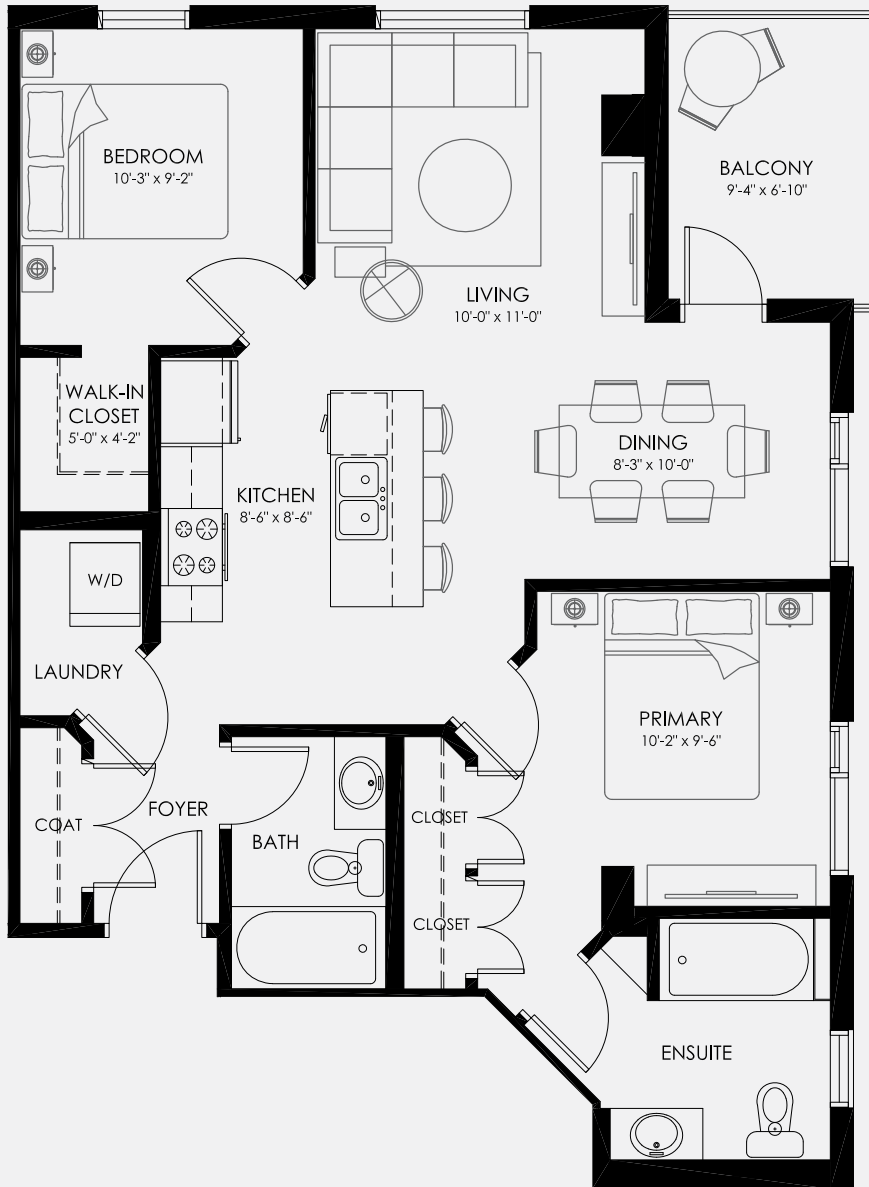 BEDROOM
10'-3" x 9'-2"
BALCONY
9'-4" x 6'-10"
LIVING
10'-0" x 11'-0"
WALK-IN
CLOSET
5'-0" x 4'-2"
DINING
8'-3" x 10'-0"
KITCHEN
8'-6" x 8'-6"
W/D
LAUNDRY
PRIMARY
10'-2" x 9'-6"
FOYER
COAT
CLOSET
BATH
CLOSET
ENSUITE